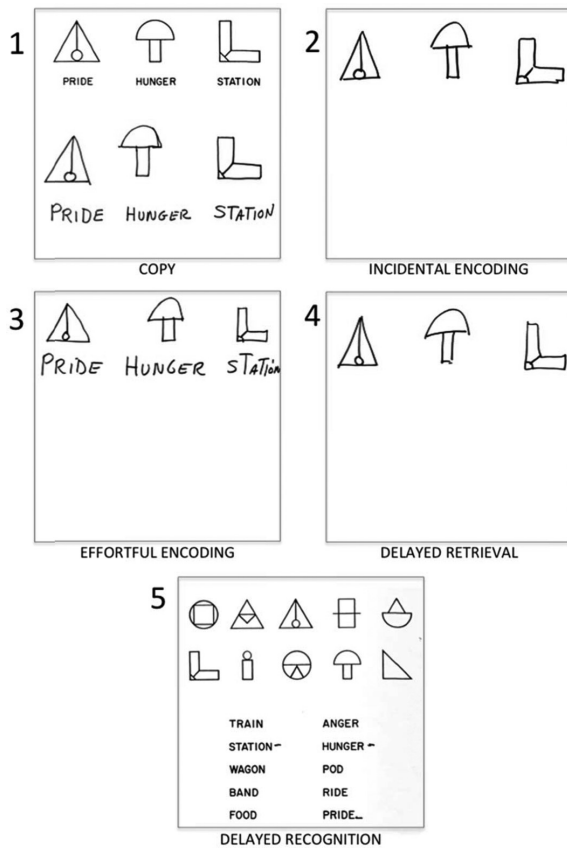 1
PRIDE HUNGER STATION
PRIDE HUNGER STATION
COPY
2
INCIDENTAL ENCODING
3
PRIDE HUNGER STATION
EFFORTFUL ENCODING
4
DELAYED RETRIEVAL
5
TRAIN ANGER
STATION– HUNGER–
WAGON POD
BAND RIDE
FOOD PRIDE–
DELAYED RECOGNITION